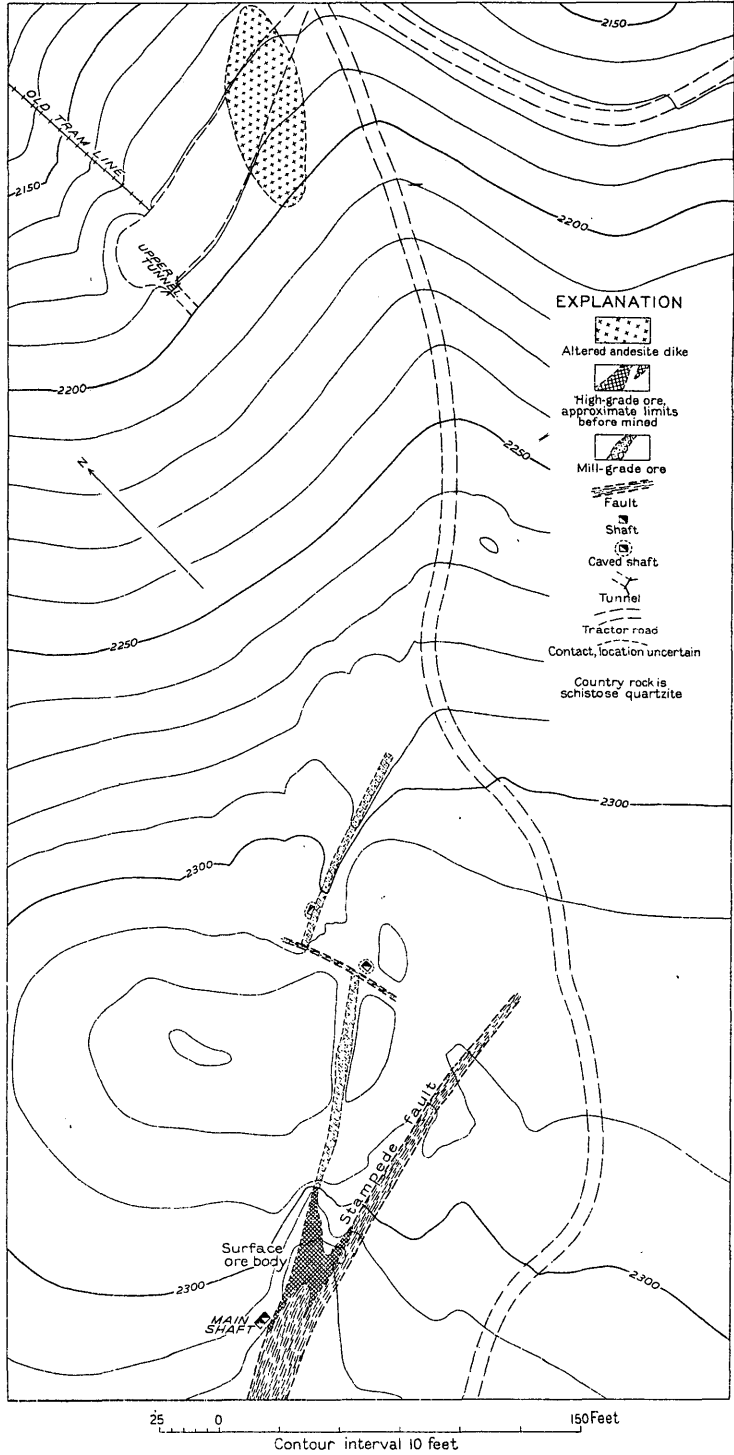 2150
OLD TRAM LINE
2150
UPPER
TUNNEL
2200
2200
N
EXPLANATION
Altered andesite dike
High-grade ore,
approximate limits
before mined
Mill-grade ore
Fault
Shaft
Caved shaft
Tunnel
Tractor road
Contact, location uncertain
Country rock is
schistose quartzite
2250
2250
2300
2300
Stampede fault
Surface
ore body
2300
2300
MAIN
SHAFT
25 0 150 Feet
Contour interval 10 feet